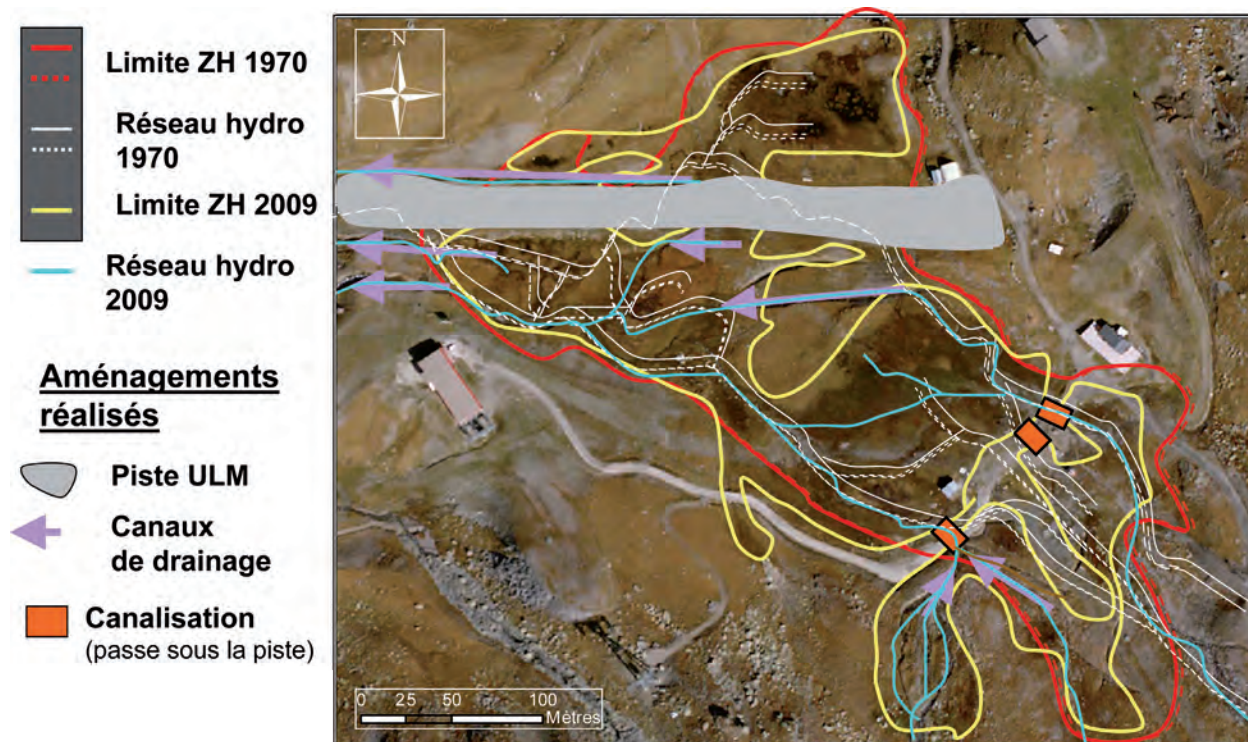 Limite ZH 1970
Réseau hydro
1970
Limite ZH 2009
Réseau hydro
2009
Aménagements
réalisés
Piste ULM
Canaux
de drainage
Canalisation
(passe sous la piste)
N
0 25 50 100
Mètres